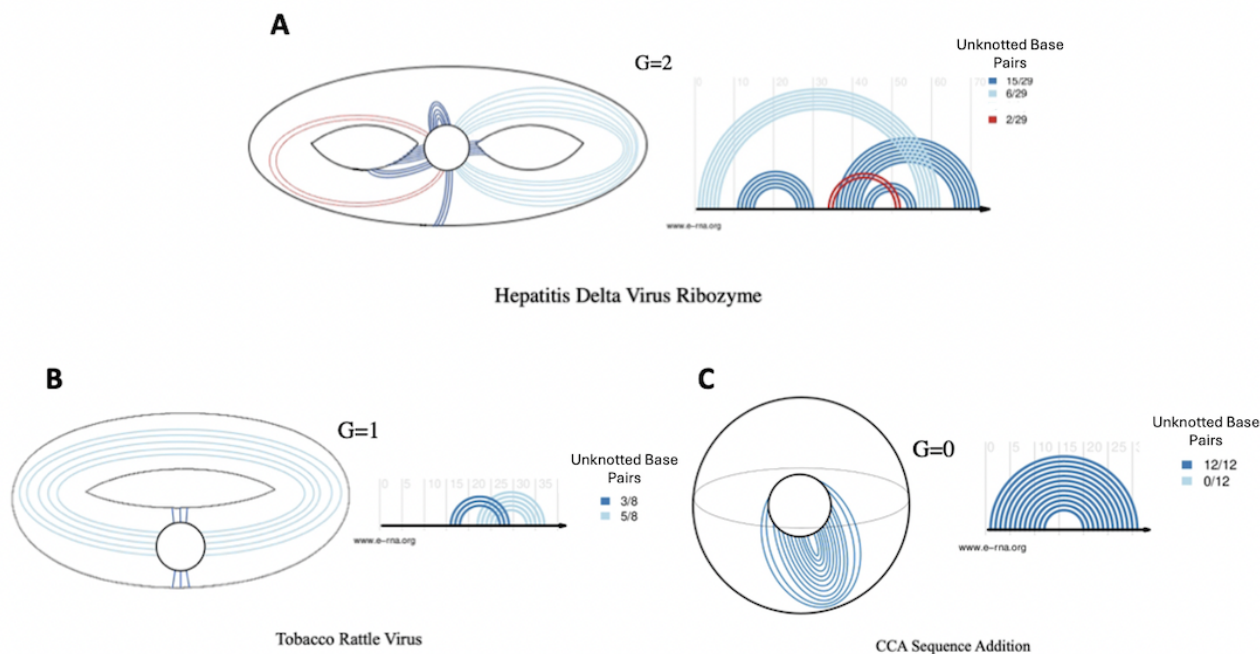 A
G=2
Unknotted Base
Pairs
15/29
6/29
2/29
0 10 20 30 40 50 60 70
www.e-rna.org
Hepatitis Delta Virus Ribozyme
B
G=1
Unknotted Base
Pairs
3/8
5/8
0 5 10 15 20 25 30 35
www.e-rna.org
Tobacco Rattle Virus
C
G=0
Unknotted Base
Pairs
12/12
0/12
0 5 10 15 20 25
www.e-rna.org
CCA Sequence Addition